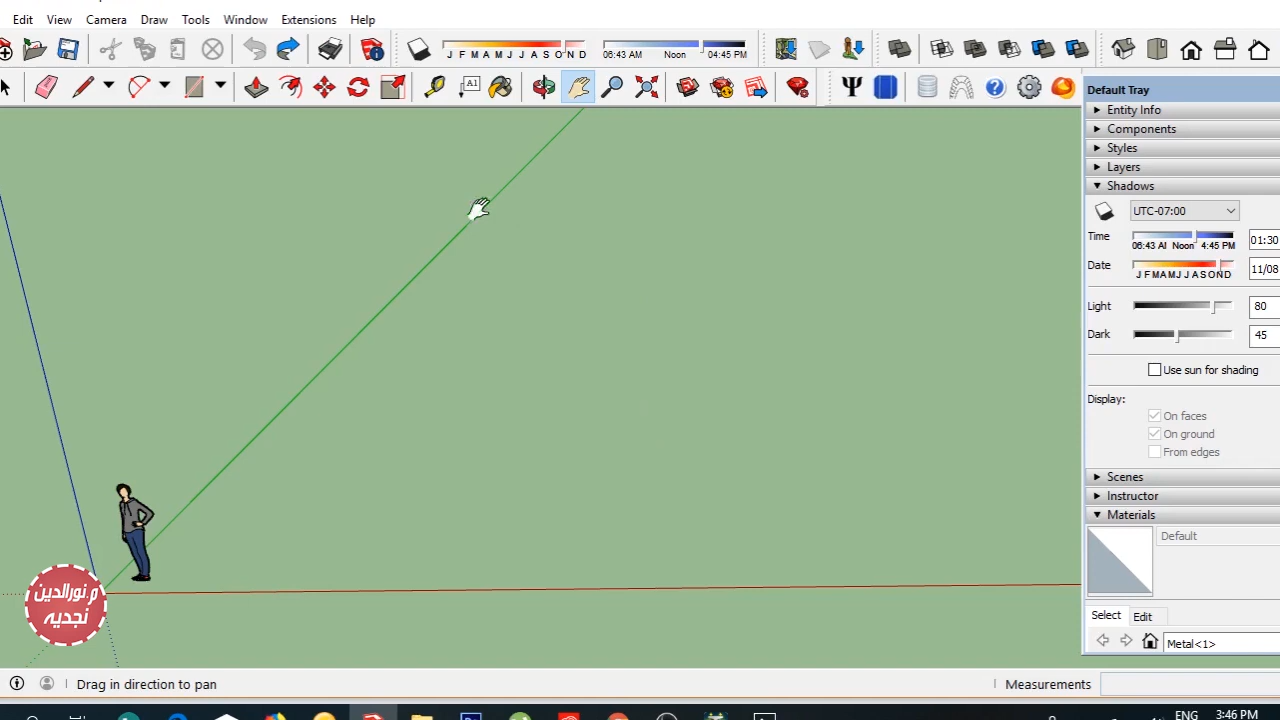 Edit View Camera Draw Tools Window Extensions Help
J F M A M J J A S O N D 06:43 AM Noon 04:45 PM
A1
Default Tray
Entity Info
Components
Styles
Layers
Shadows
UTC-07:00
Time 06:43 AI Noon 4:45 PM 01:30
Date J F M A M J J A S O N D 11/08
Light 80
Dark 45
Use sun for shading
Display:
On faces
On ground
From edges
Scenes
Instructor
Materials
Default
Select Edit
Metal<1>
م.نورالدين
نجديه
Drag in direction to pan
Measurements
ENG 3:46 PM